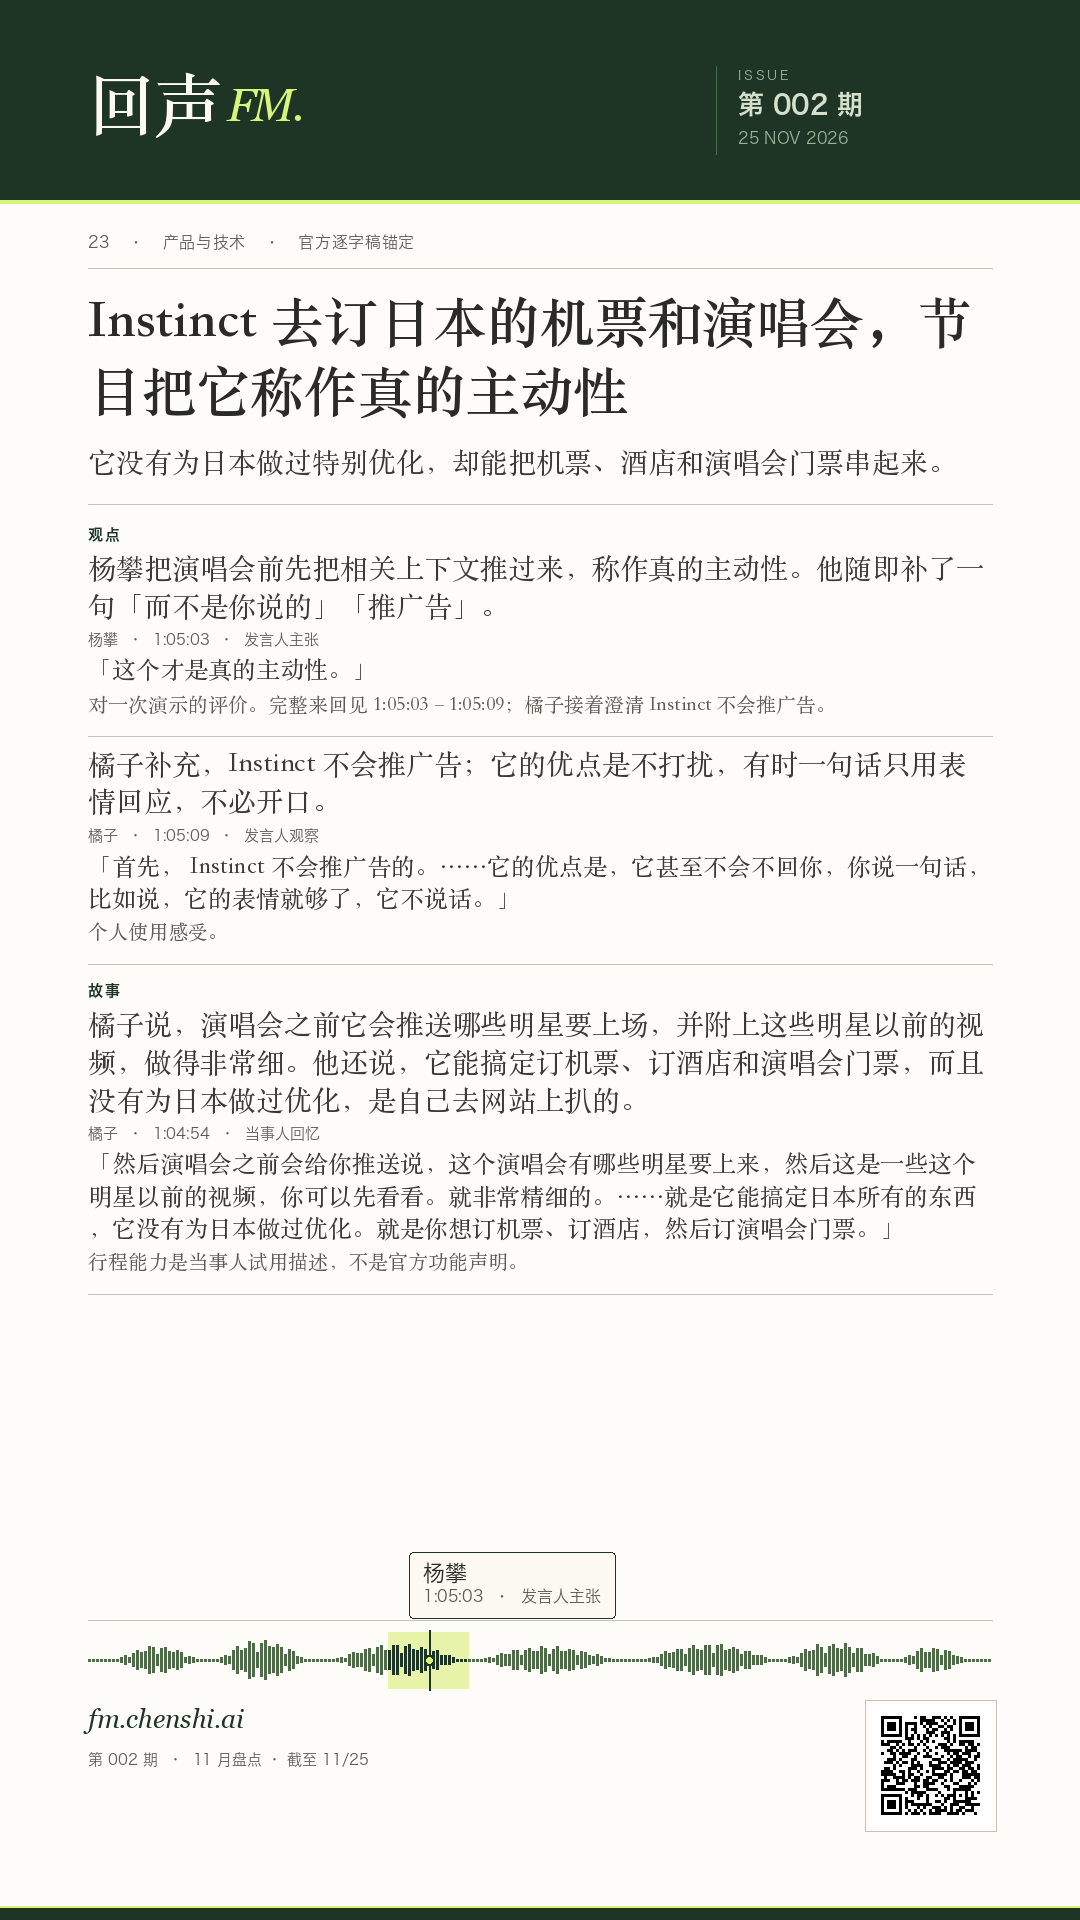 回声 FM.
ISSUE
第 002 期
25 NOV 2026
23 · 产品与技术 · 官方逐字稿锚定
Instinct 去订日本的机票和演唱会，节
目把它称作真的主动性
它没有为日本做过特别优化，却能把机票、酒店和演唱会门票串起来。
观点
杨攀把演唱会前先把相关上下文推过来，称作真的主动性。他随即补了一
句「而不是你说的」「推广告」。
杨攀 · 1:05:03 · 发言人主张
「这个才是真的主动性。」
对一次演示的评价。完整来回见 1:05:03 – 1:05:09；橘子接着澄清 Instinct 不会推广告。
橘子补充，Instinct 不会推广告；它的优点是不打扰，有时一句话只用表
情回应，不必开口。
橘子 · 1:05:09 · 发言人观察
「首先， Instinct 不会推广告的。……它的优点是，它甚至不会不回你，你说一句话，
比如说，它的表情就够了，它不说话。」
个人使用感受。
故事
橘子说，演唱会之前它会推送哪些明星要上场，并附上这些明星以前的视
频，做得非常细。他还说，它能搞定订机票、订酒店和演唱会门票，而且
没有为日本做过优化，是自己去网站上扒的。
橘子 · 1:04:54 · 当事人回忆
「然后演唱会之前会给你推送说，这个演唱会有哪些明星要上来，然后这是一些这个
明星以前的视频，你可以先看看。就非常精细的。……就是它能搞定日本所有的东西
，它没有为日本做过优化。就是你想订机票、订酒店，然后订演唱会门票。」
行程能力是当事人试用描述，不是官方功能声明。
杨攀
1:05:03 · 发言人主张
fm.chenshi.ai
第 002 期 · 11 月盘点 · 截至 11/25